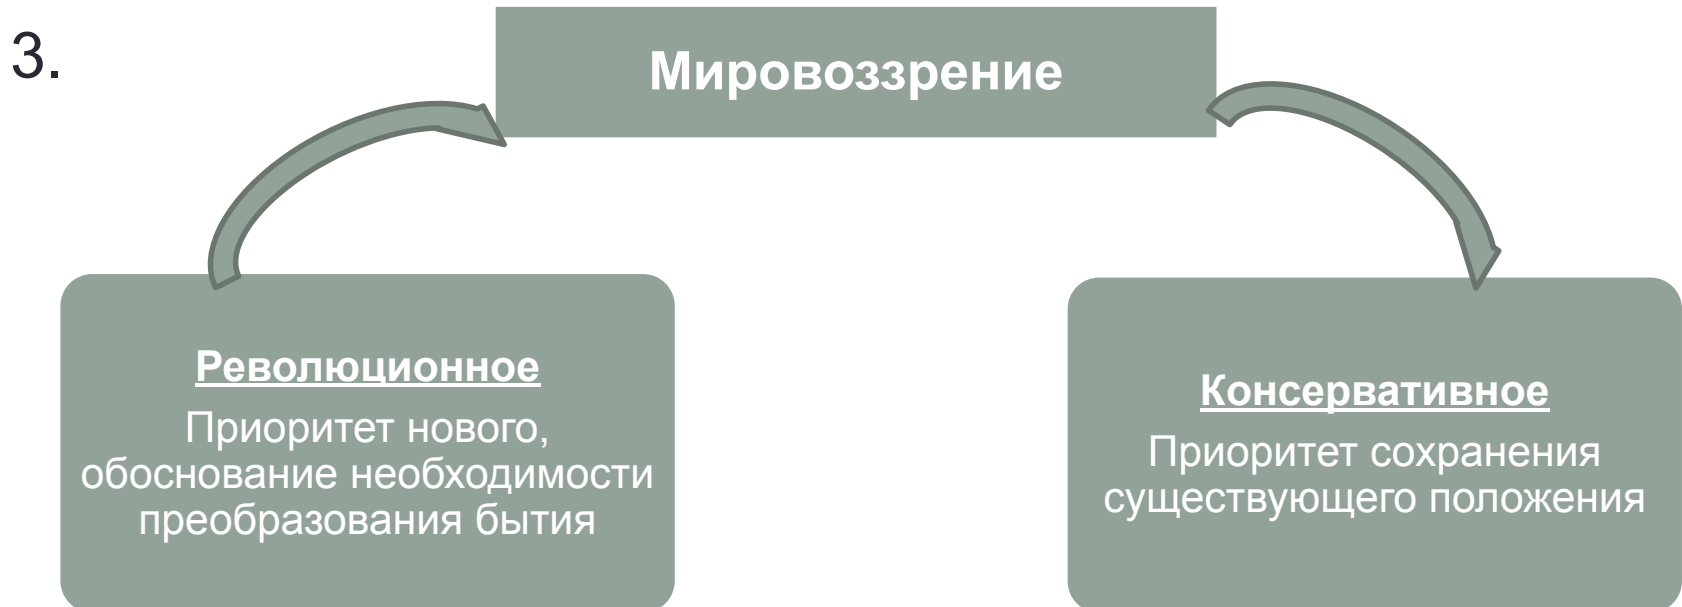 3.
Мировоззрение
Революционное
Приоритет нового,
обоснование необходимости
преобразования бытия
Консервативное
Приоритет сохранения
существующего положения